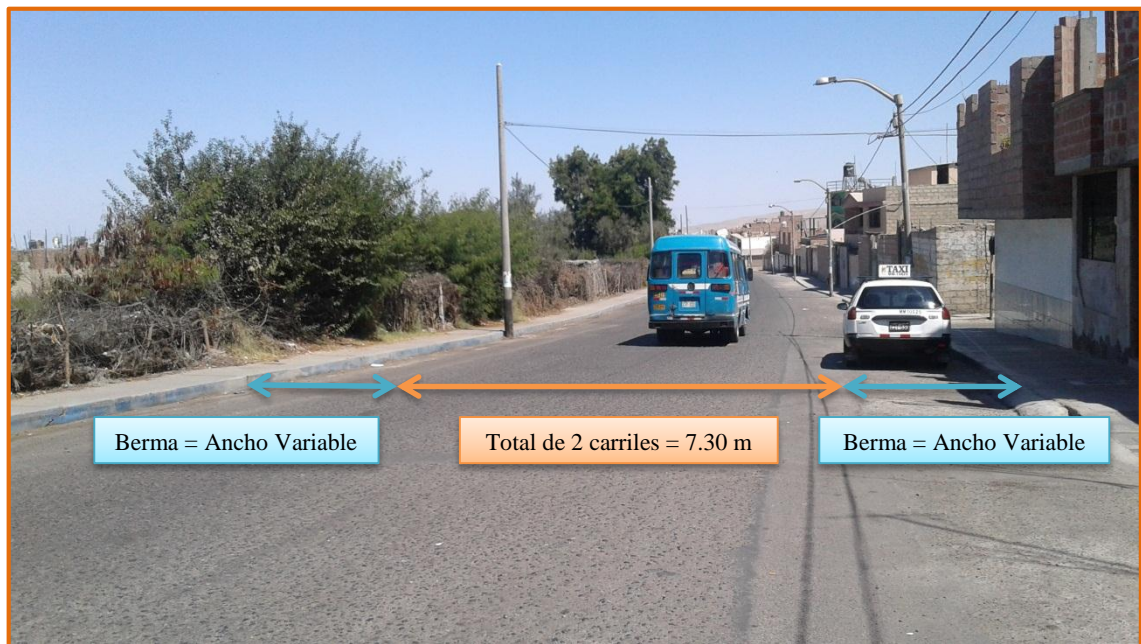 TAXI
Berma = Ancho Variable
Total de 2 carriles = 7.30 m
Berma = Ancho Variable